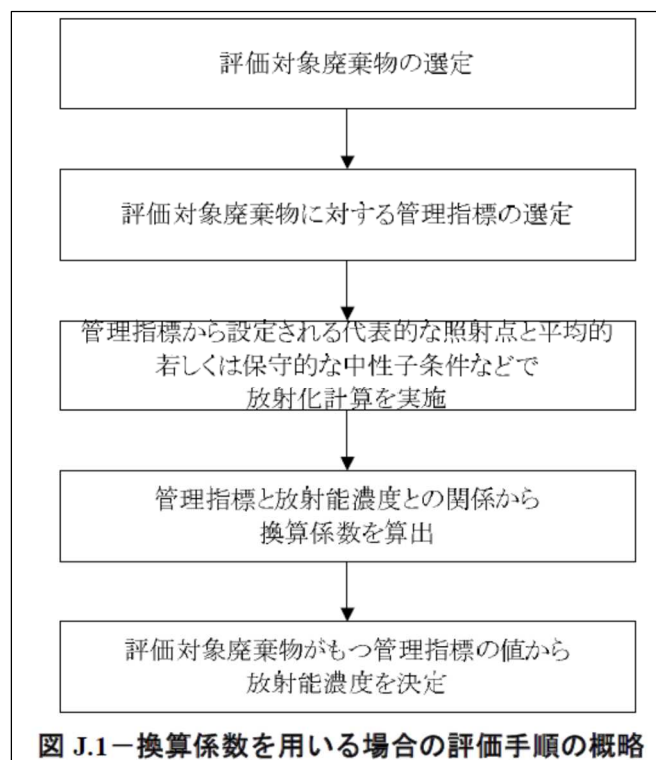 評価対象廃棄物の選定
評価対象廃棄物に対する管理指標の選定
管理指標から設定される代表的な照射点と平均的
若しくは保守的な中性子条件などで
放射化計算を実施
管理指標と放射能濃度との関係から
換算係数を算出
評価対象廃棄物がもつ管理指標の値から
放射能濃度を決定
図 J.1－換算係数を用いる場合の評価手順の概略